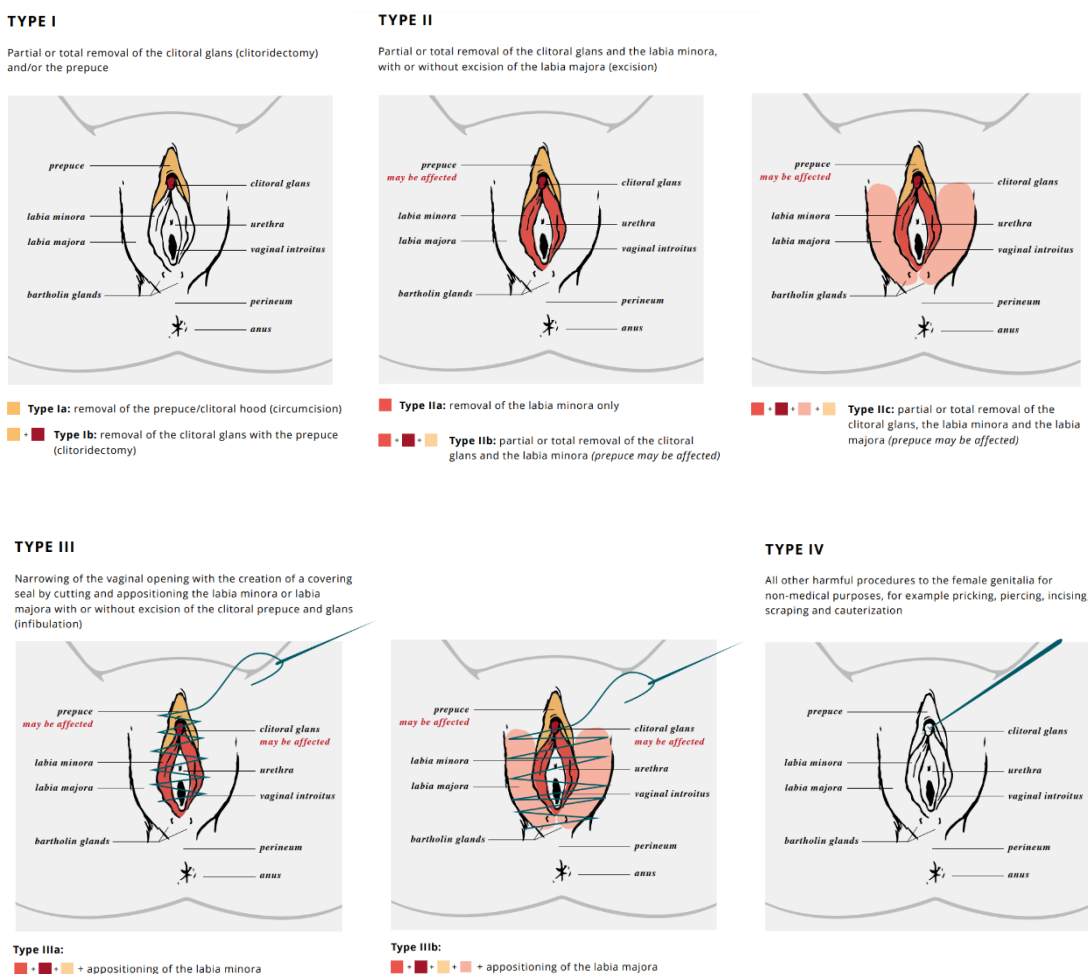 TYPE I
Partial or total removal of the clitoral glans (clitoridectomy)
and/or the prepuce
prepuce
clitoral glans
labia minora
urethra
labia majora
vaginal introitus
bartholin glands
perineum
anus
Type Ia: removal of the prepuce/clitoral hood (circumcision)
+ Type Ib: removal of the clitoral glans with the prepuce
(clitoridectomy)
TYPE II
Partial or total removal of the clitoral glans and the labia minora,
with or without excision of the labia majora (excision)
prepuce
may be affected
clitoral glans
labia minora
urethra
labia majora
vaginal introitus
bartholin glands
perineum
anus
Type IIa: removal of the labia minora only
+ + Type IIb: partial or total removal of the clitoral
glans and the labia minora (prepuce may be affected)
prepuce
may be affected
clitoral glans
labia minora
urethra
labia majora
vaginal introitus
bartholin glands
perineum
anus
+ + + Type IIc: partial or total removal of the
clitoral glans, the labia minora and the labia
majora (prepuce may be affected)
TYPE III
Narrowing of the vaginal opening with the creation of a covering
seal by cutting and appositioning the labia minora or labia
majora with or without excision of the clitoral prepuce and glans
(infibulation)
prepuce
may be affected
clitoral glans
may be affected
labia minora
urethra
labia majora
vaginal introitus
bartholin glands
perineum
anus
Type IIIa:
+ + + appositioning of the labia minora
prepuce
may be affected
clitoral glans
may be affected
labia minora
urethra
labia majora
vaginal introitus
bartholin glands
perineum
anus
Type IIIb:
+ + + + appositioning of the labia majora
TYPE IV
All other harmful procedures to the female genitalia for
non-medical purposes, for example pricking, piercing, incising,
scraping and cauterization
prepuce
clitoral glans
labia minora
urethra
labia majora
vaginal introitus
bartholin glands
perineum
anus